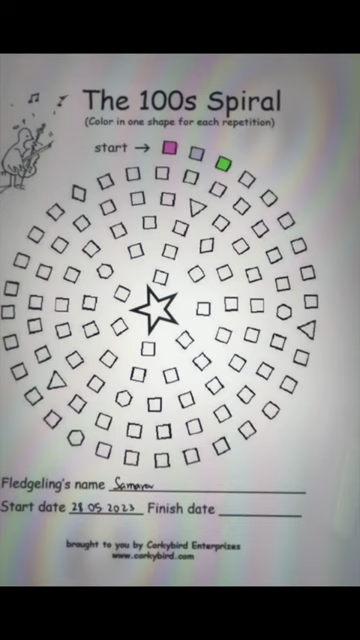 The 100s Spiral
(Color in one shape for each repetition)
start →
Fledgeling's name
Start date 28 05 2023 Finish date
brought to you by Corkybird Enterprizes
www.corkybird.com